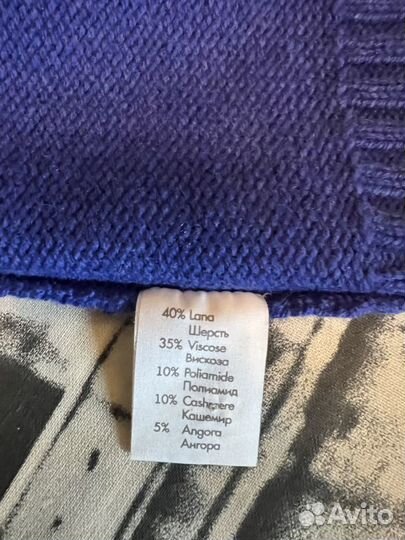 40% Lana
Шерсть
35% Viscose
Вискоза
10% Poliamide
Полиамид
10% Cashmere
Кашемир
5% Angora
Ангора
Avito